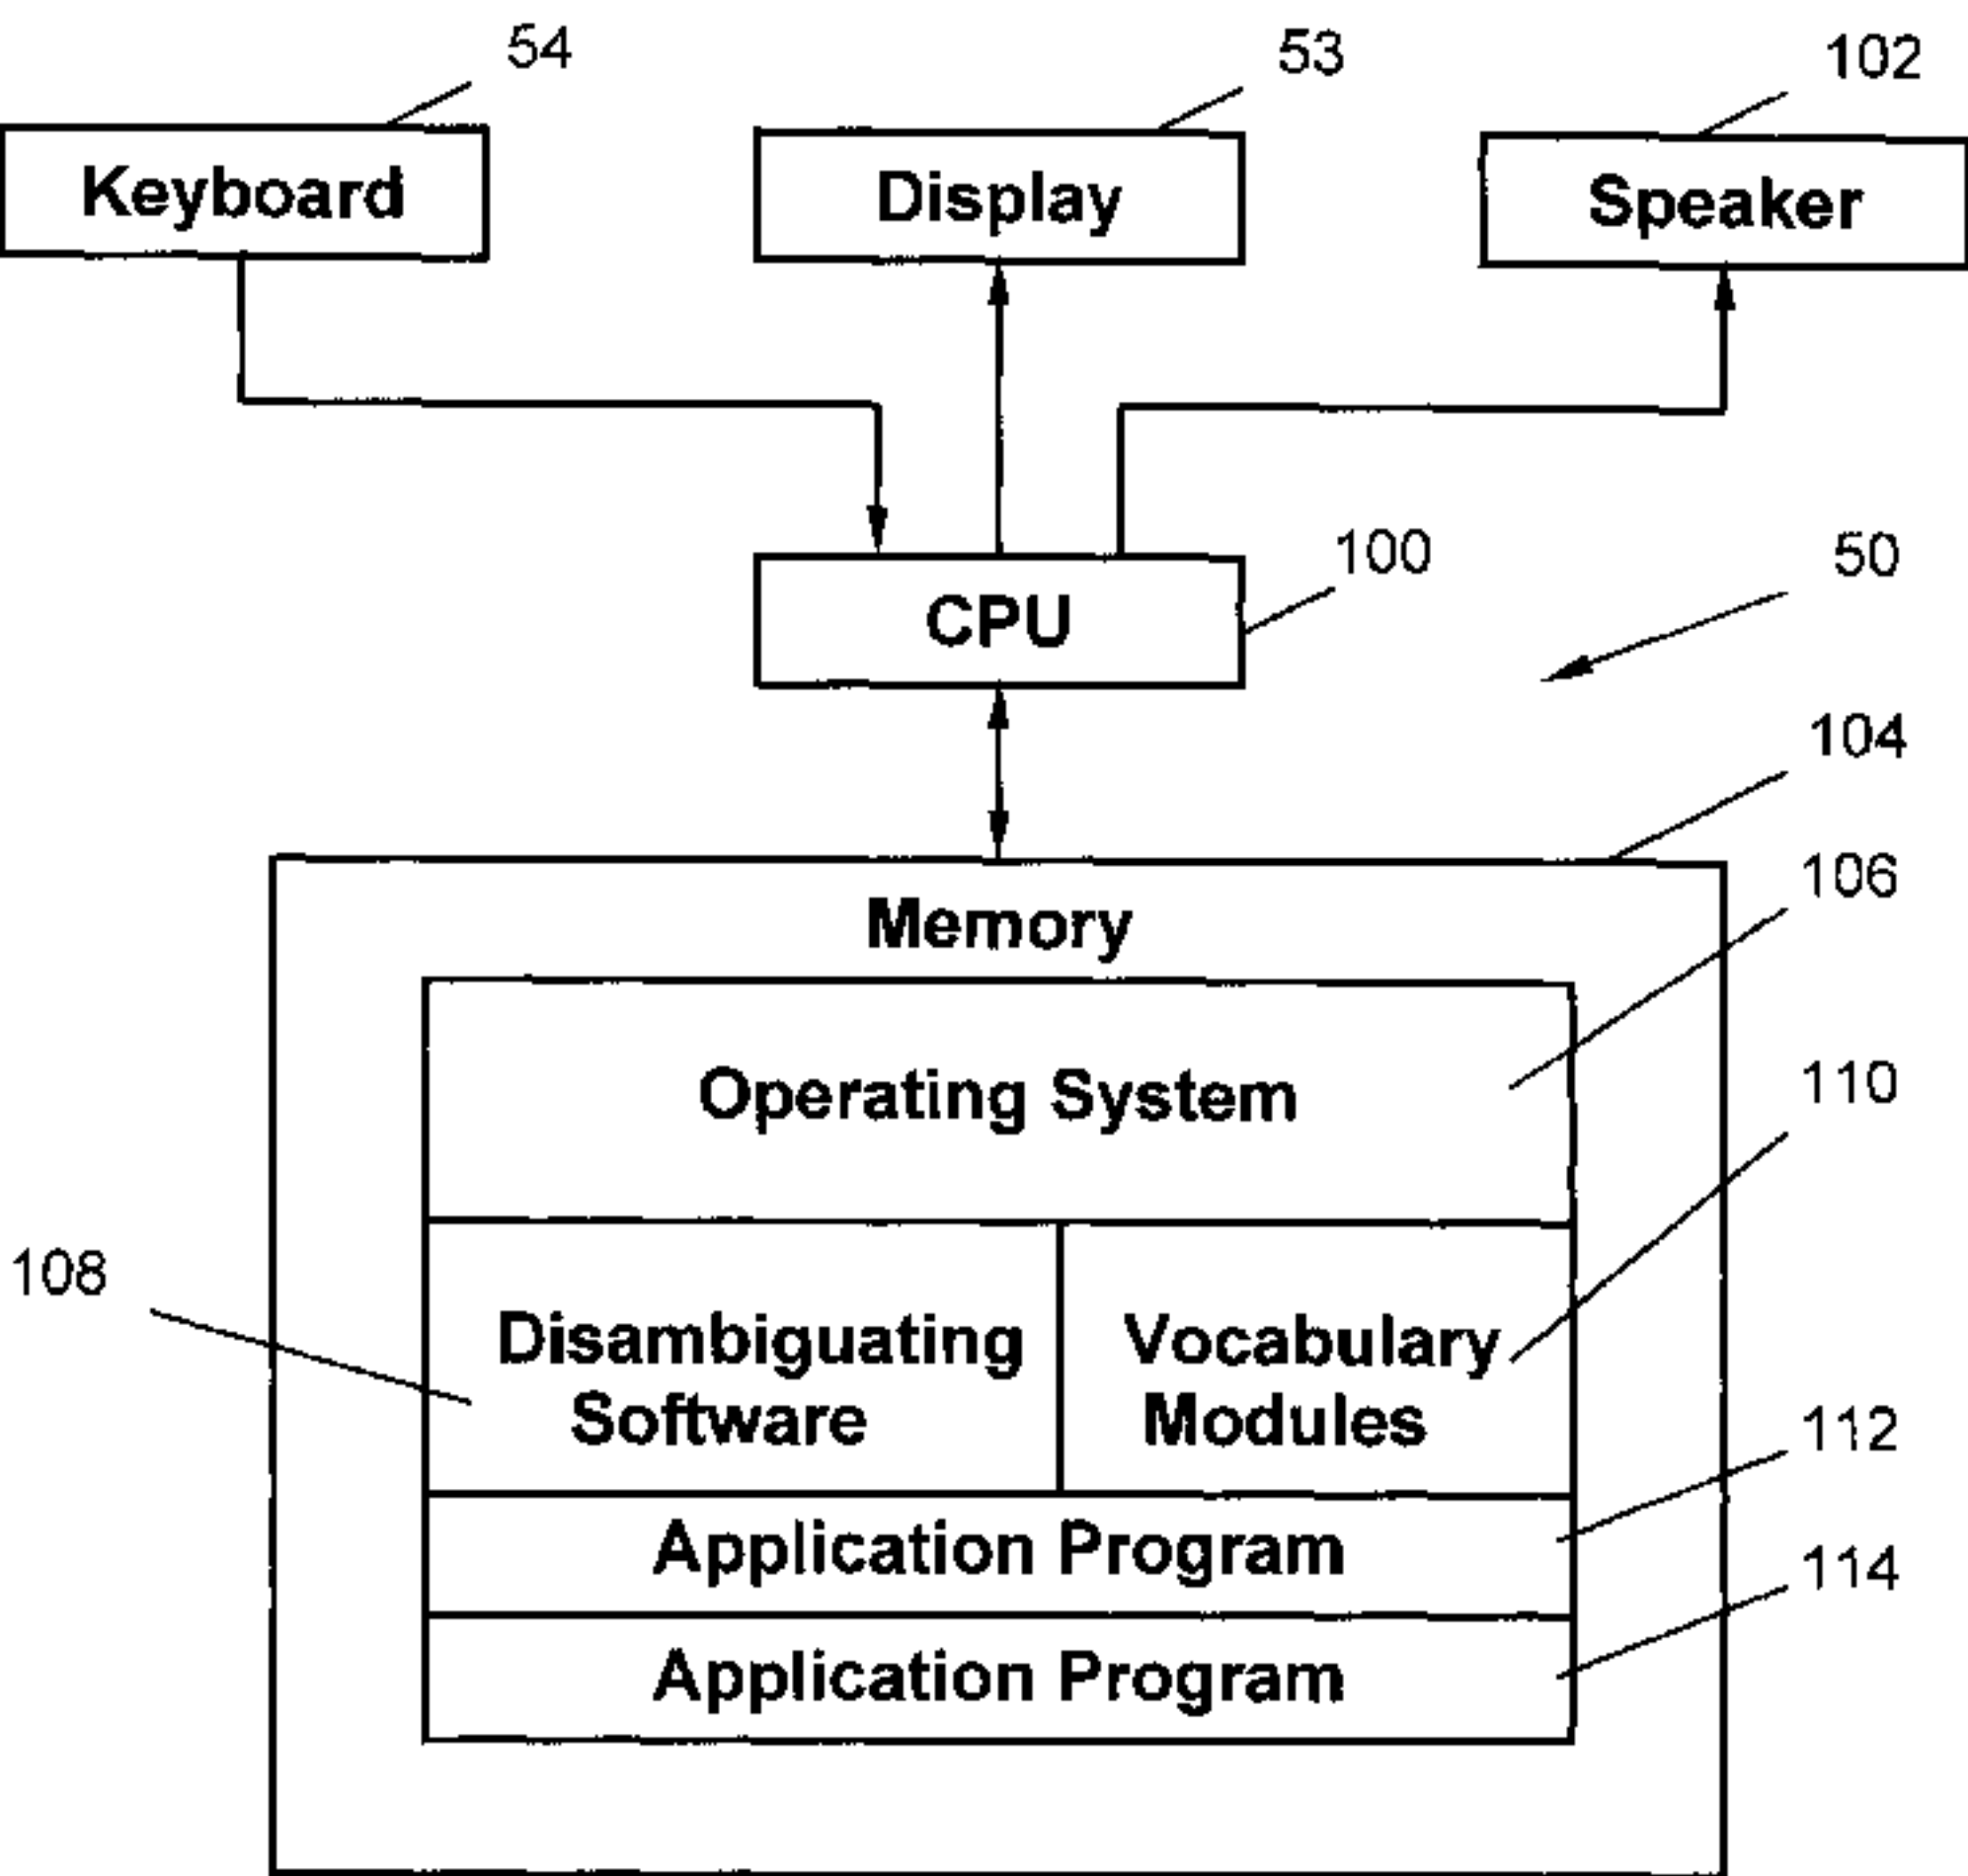 54
53
102
Keyboard
Display
Speaker
100
50
CPU
104
106
Memory
Operating System
110
108
Disambiguating
Software
Vocabulary
Modules
112
Application Program
114
Application Program